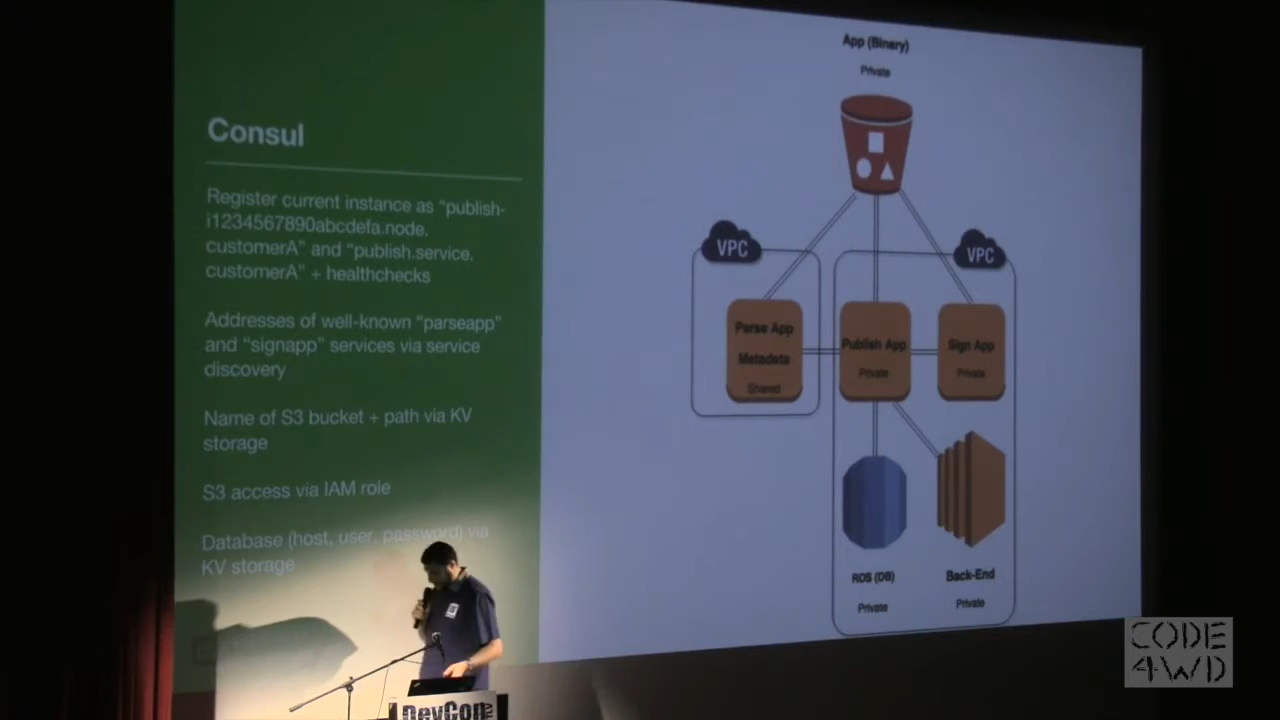 Consul
Register current instance as “publish-
i1234567890abcdefa.node.
customerA” and “publish.service.
customerA” + healthchecks
Addresses of well-known “parseapp”
and “signapp” services via service
discovery
Name of S3 bucket + path via KV
storage
S3 access via IAM role
Database (host, user, password) via
KV storage
App (Binary)
Private
VPC
VPC
Parse App
Metadata
Shared
Publish App
Private
Sign App
Private
RDS (DB)
Private
Back-End
Private
DevCon
CODE
4WD